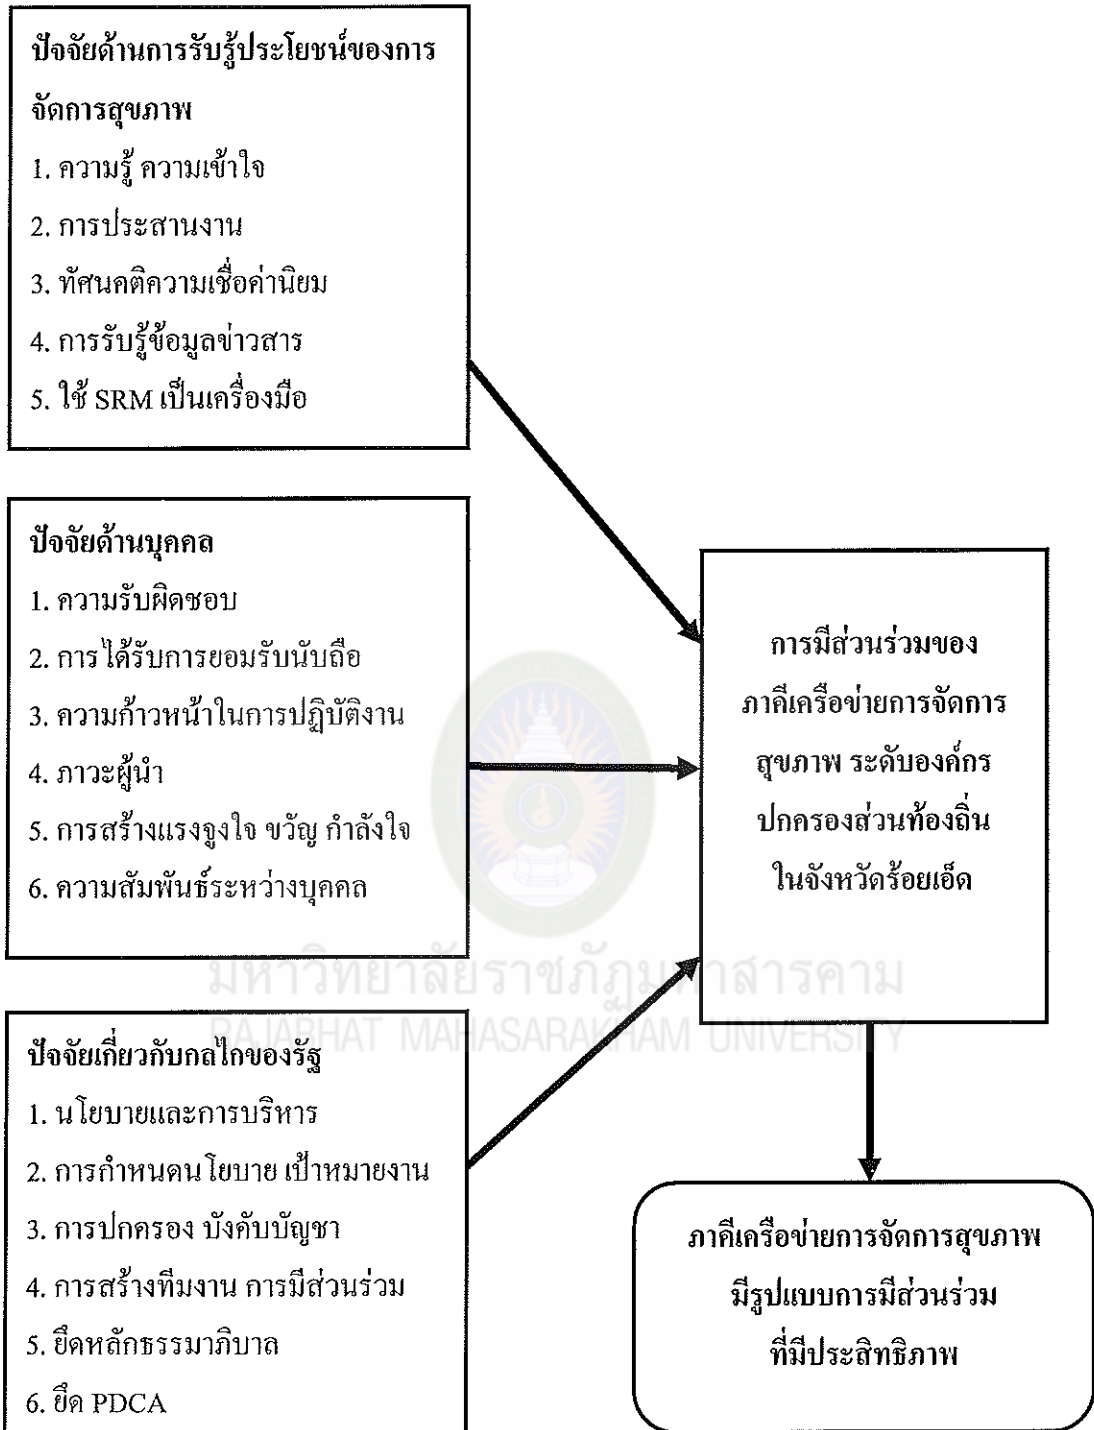 ปัจจัยด้านการรับรู้ประโยชน์ของการ
จัดการสุขภาพ
1. ความรู้ ความเข้าใจ
2. การประสานงาน
3. ทัศนคติความเชื่อค่านิยม
4. การรับรู้ข้อมูลข่าวสาร
5. ใช้ SRM เป็นเครื่องมือ
ปัจจัยด้านบุคคล
1. ความรับผิดชอบ
2. การได้รับการยอมรับนับถือ
3. ความก้าวหน้าในการปฏิบัติงาน
4. ภาวะผู้นำ
5. การสร้างแรงจูงใจ ขวัญ กำลังใจ
6. ความสัมพันธ์ระหว่างบุคคล
ปัจจัยเกี่ยวกับกลไกของรัฐ
1. นโยบายและการบริหาร
2. การกำหนดนโยบาย เป้าหมายงาน
3. การปกครอง บังคับบัญชา
4. การสร้างทีมงาน การมีส่วนร่วม
5. ยึดหลักธรรมาภิบาล
6. ยึด PDCA
การมีส่วนร่วมของ
ภาคีเครือข่ายการจัดการ
สุขภาพ ระดับองค์กร
ปกครองส่วนท้องถิ่น
ในจังหวัดร้อยเอ็ด
ภาคีเครือข่ายการจัดการสุขภาพ
มีรูปแบบการมีส่วนร่วม
ที่มีประสิทธิภาพ
มหาวิทยาลัยราชภัฏมหาสารคาม
RAJABHAT MAHASARAKHAM UNIVERSITY